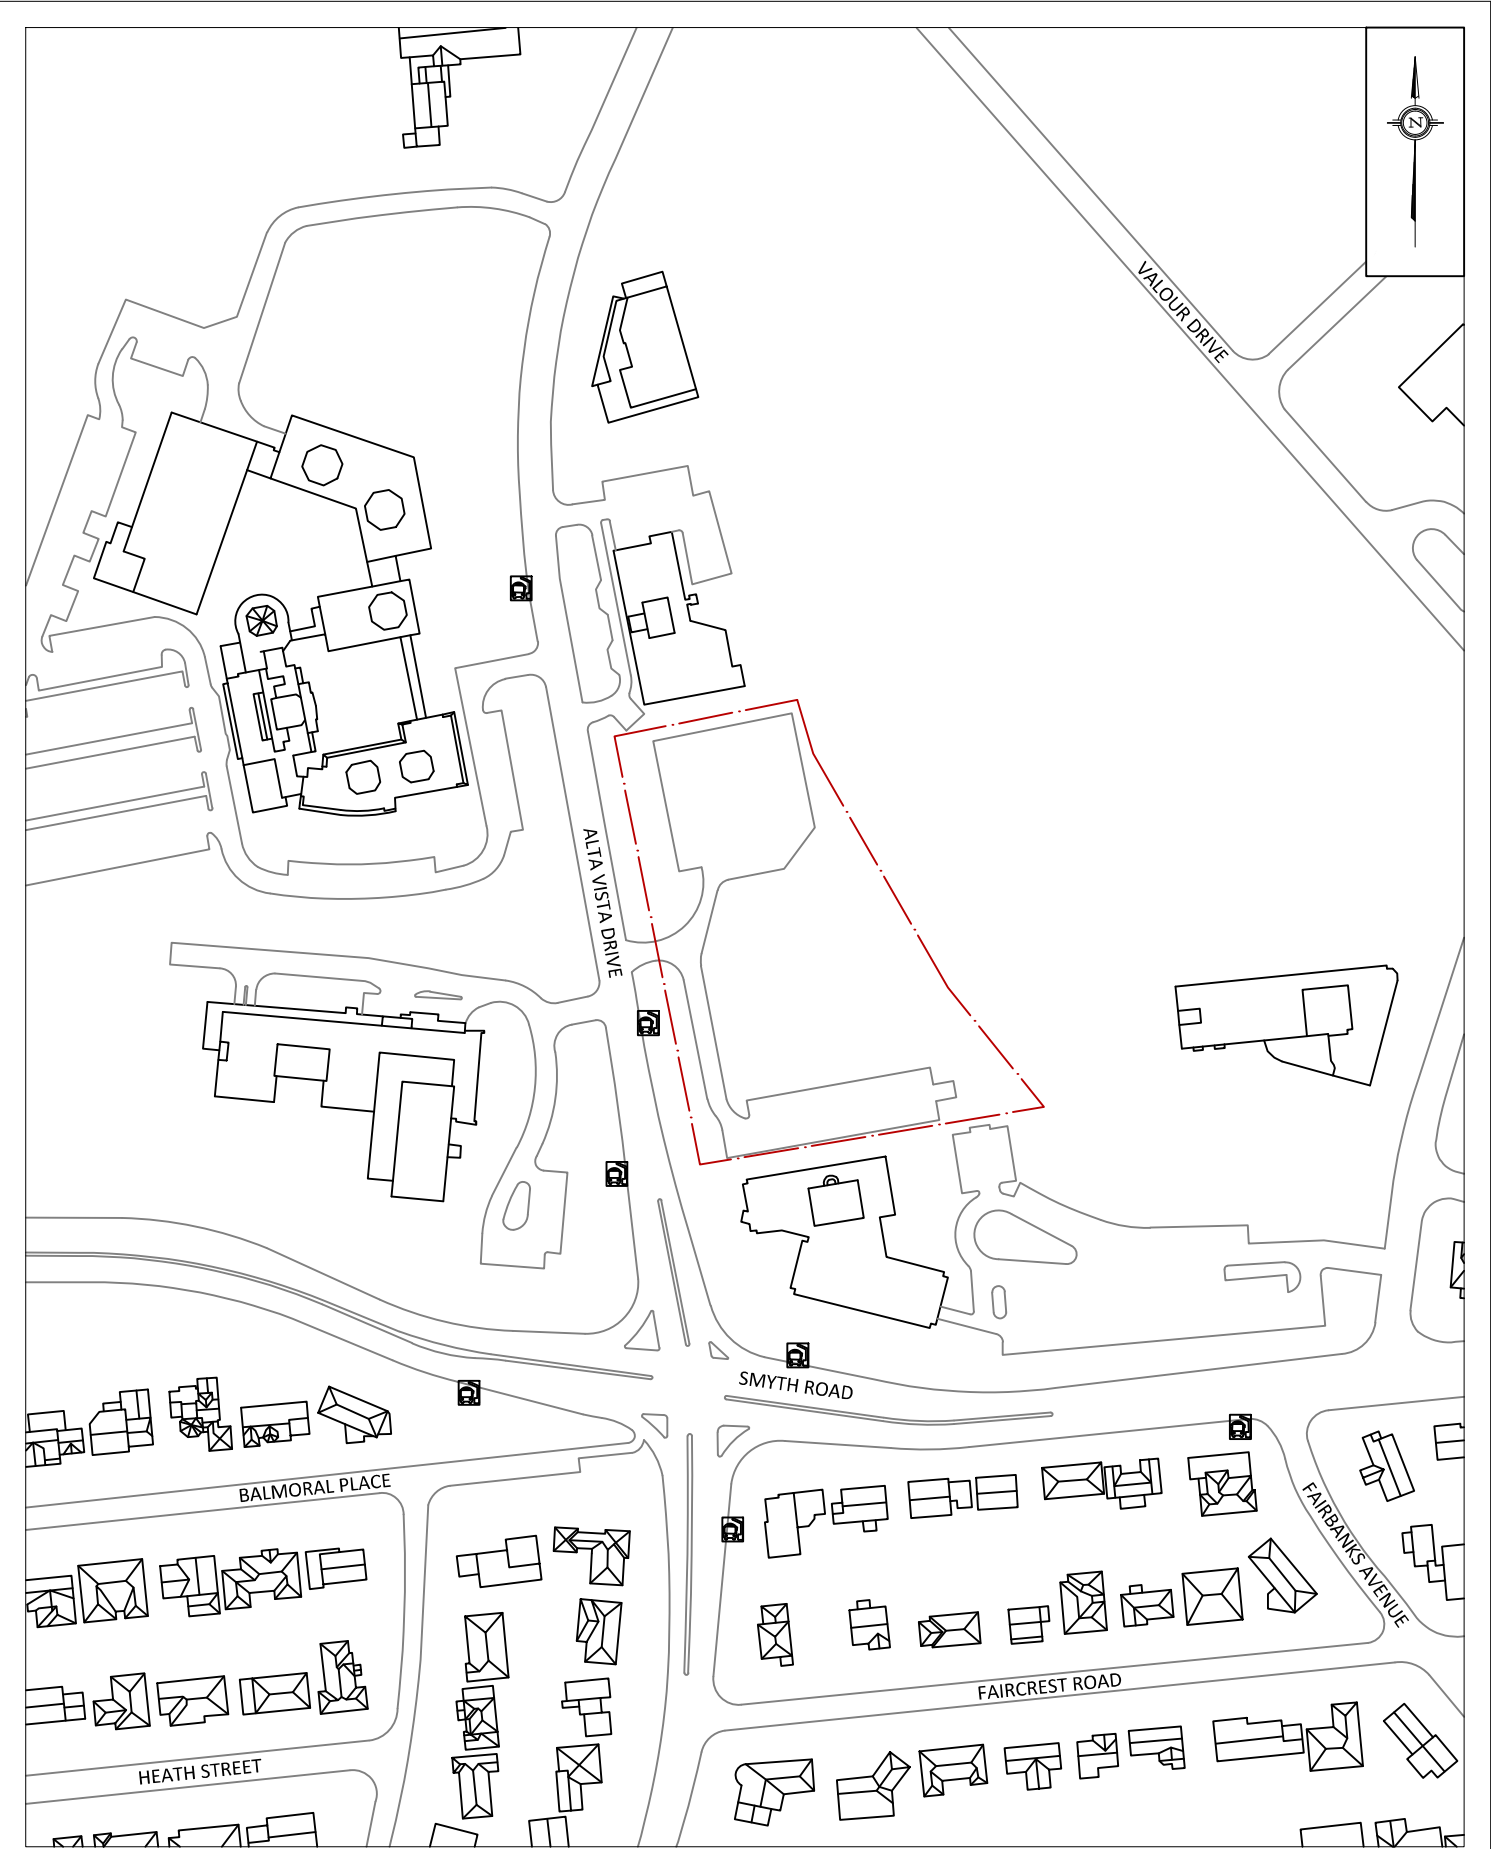 N
VALOUR DRIVE
ALTA VISTA DRIVE
SMYTH ROAD
BALMORAL PLACE
FAIRBANKS AVENUE
FAIRCREST ROAD
HEATH STREET